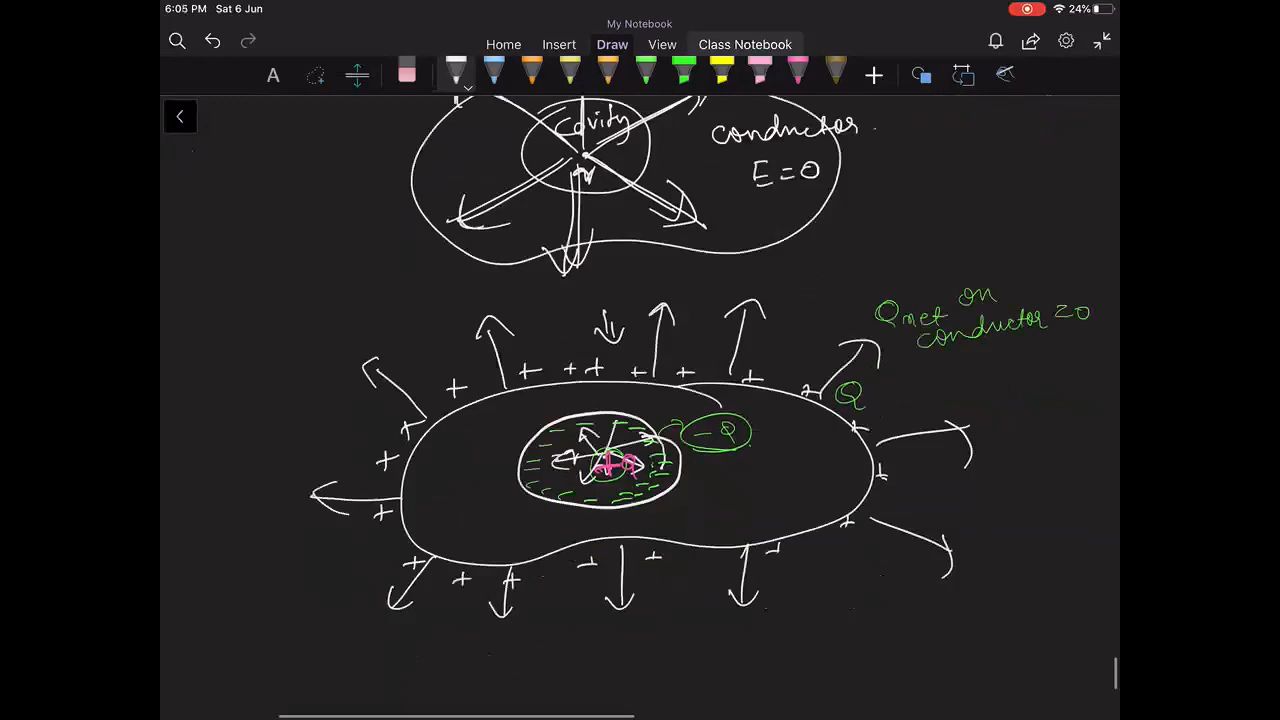 6:05 PM Sat 6 Jun
24%
My Notebook
Home Insert Draw View Class Notebook
A
Cavity
conductor
E = 0
Qnet on
conductor = 0
Q
- Q
+q